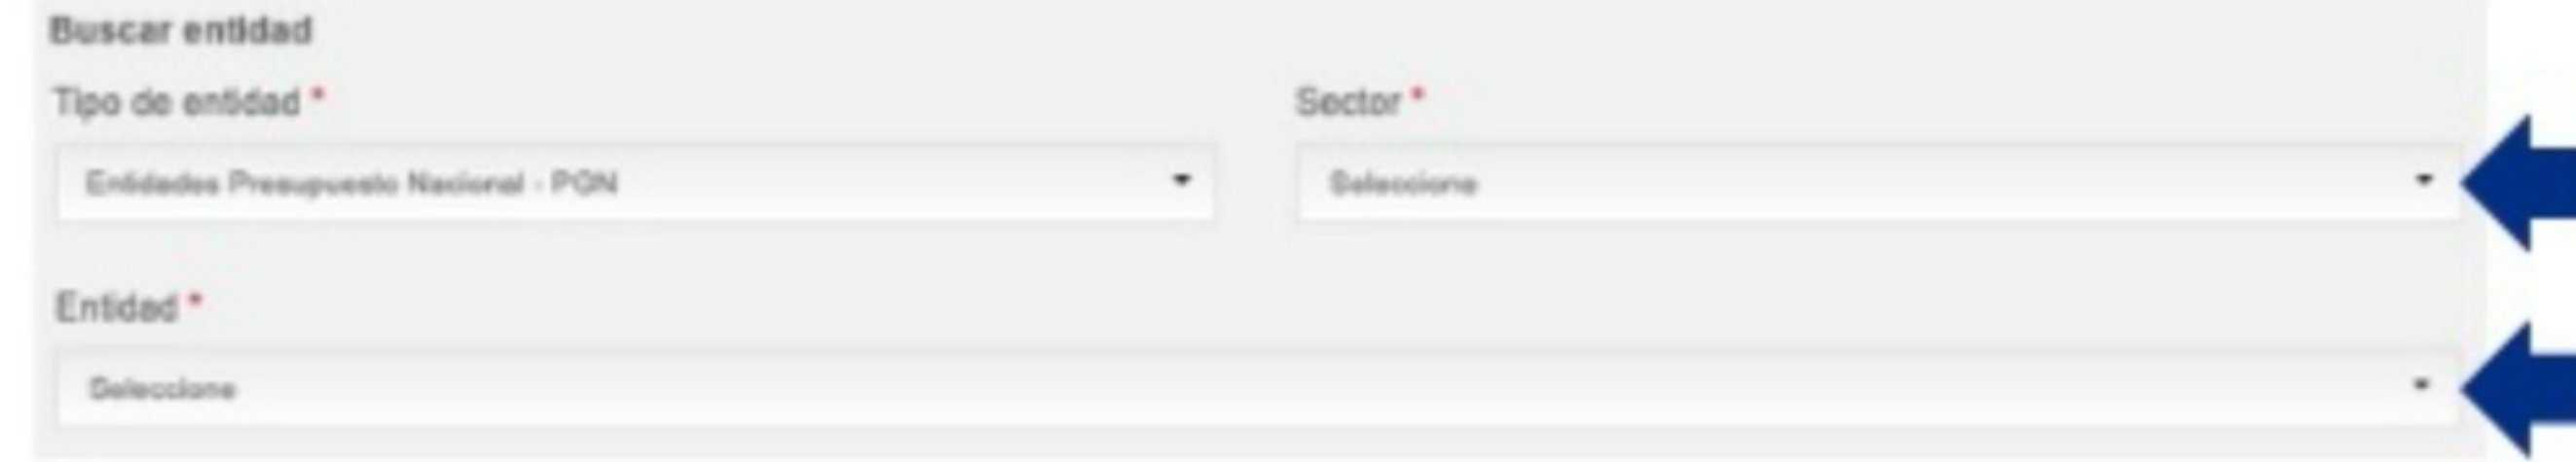 Buscar entidad
Tipo de entidad *
Sector *
Entidades Presupuesto Nacional - PGN
Seleccione
Entidad *
Seleccione